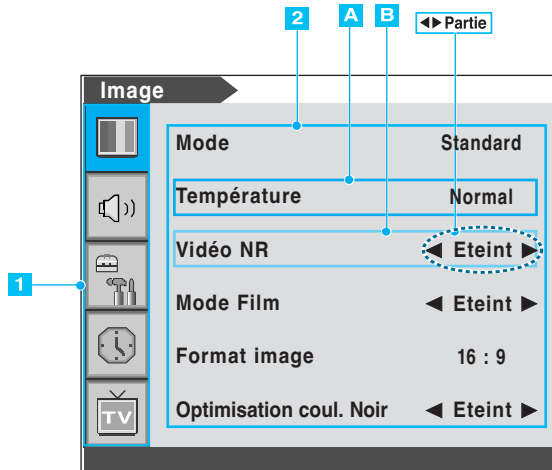 2 A B ◀▶ Partie
Image
Mode Standard
Température Normal
Vidéo NR ◀ Eteint ▶
1
Mode Film ◀ Eteint ▶
Format image 16 : 9
Optimisation coul. Noir ◀ Eteint ▶
TV